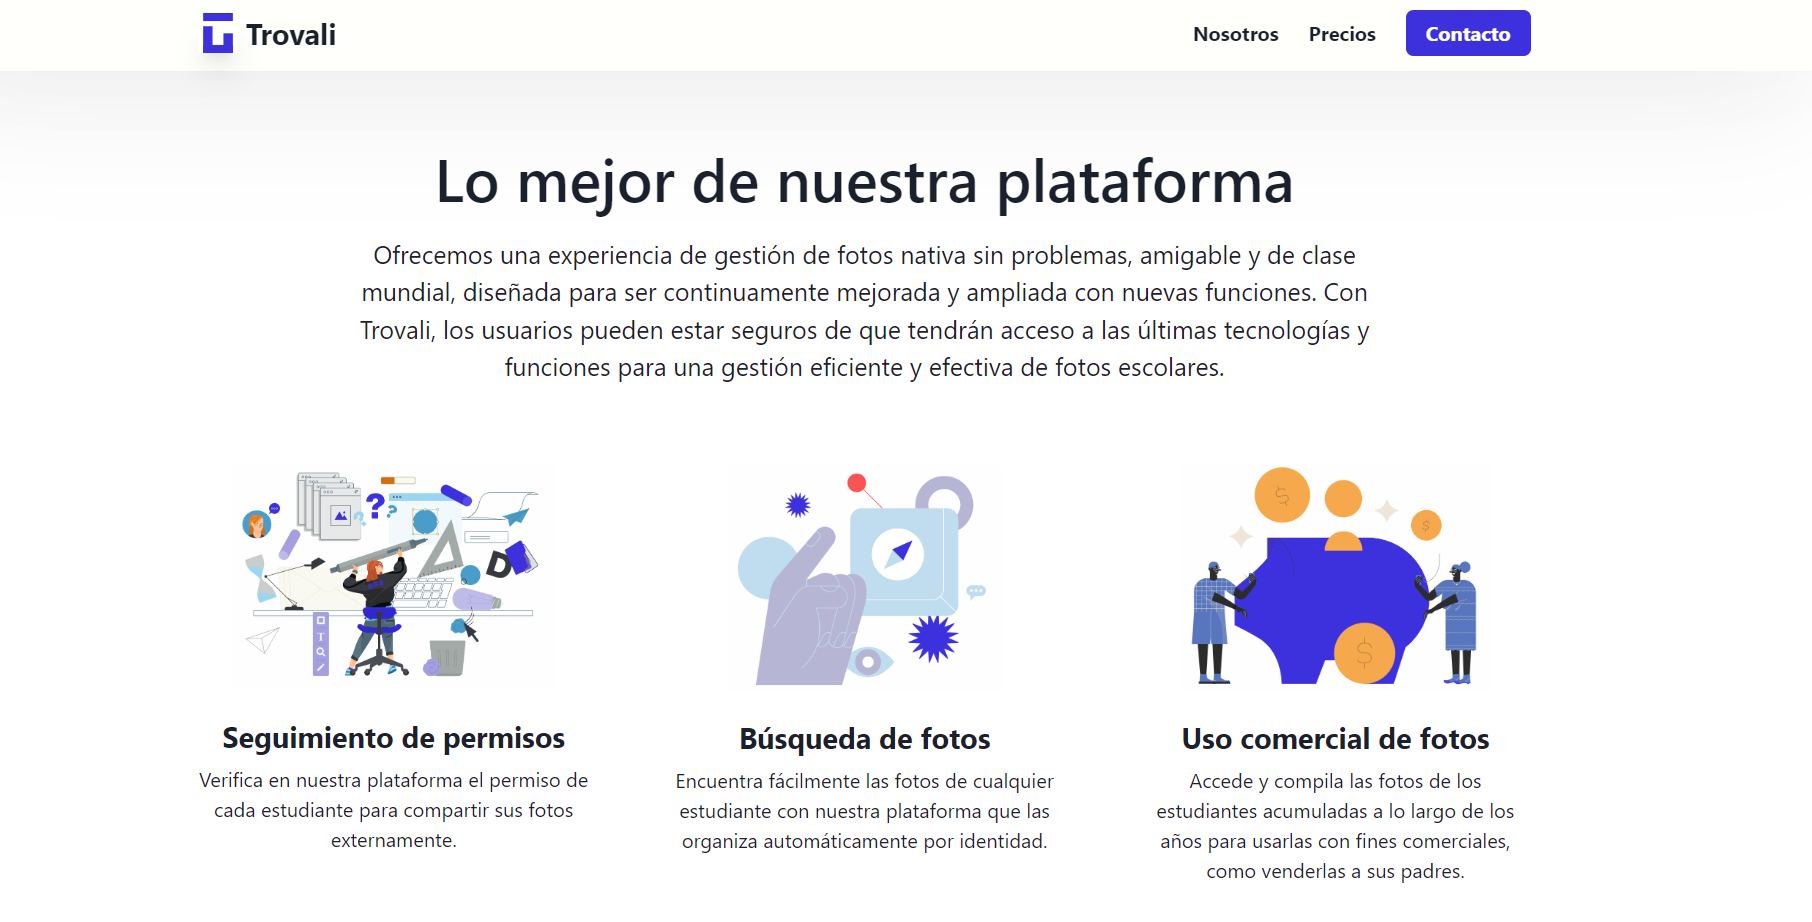 Trovali
Nosotros Precios Contacto
Lo mejor de nuestra plataforma
Ofrecemos una experiencia de gestión de fotos nativa sin problemas, amigable y de clase
mundial, diseñada para ser continuamente mejorada y ampliada con nuevas funciones. Con
Trovali, los usuarios pueden estar seguros de que tendrán acceso a las últimas tecnologías y
funciones para una gestión eficiente y efectiva de fotos escolares.
Seguimiento de permisos
Verifica en nuestra plataforma el permiso de
cada estudiante para compartir sus fotos
externamente.
Búsqueda de fotos
Encuentra fácilmente las fotos de cualquier
estudiante con nuestra plataforma que las
organiza automáticamente por identidad.
Uso comercial de fotos
Accede y compila las fotos de los
estudiantes acumuladas a lo largo de los
años para usarlas con fines comerciales,
como venderlas a sus padres.